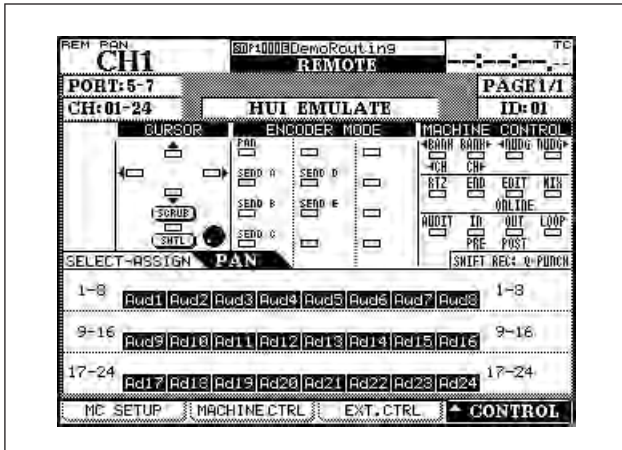 REM PAN
CH1
DemoRouting
REMOTE
TC
--:--:--,--
PORT:5-7
PAGE1/1
CH:01-24
HUI EMULATE
ID:01
CURSOR
ENCODER MODE
MACHINE CONTROL
PAN
SEND A
SEND D
SEND B
SEND E
SEND C
SCRUB
SHTL
◀BANK BANK▶ ◀NUDG NUDG▶
◀CH CH▶
RTZ END EDIT MIX
ONLINE
AUDIT IN OUT LOOP
PRE POST
SELECT-ASSIGN PAN
SHIFT REC: Q-PUNCH
1-8 Aud1 Aud2 Aud3 Aud4 Aud5 Aud6 Aud7 Aud8 1-8
9-16 Aud9 Ad10 Ad11 Ad12 Ad13 Ad14 Ad15 Ad16 9-16
17-24 Ad17 Ad18 Ad19 Ad20 Ad21 Ad22 Ad23 Ad24 17-24
MC SETUP MACHINE CTRL EXT.CTRL CONTROL